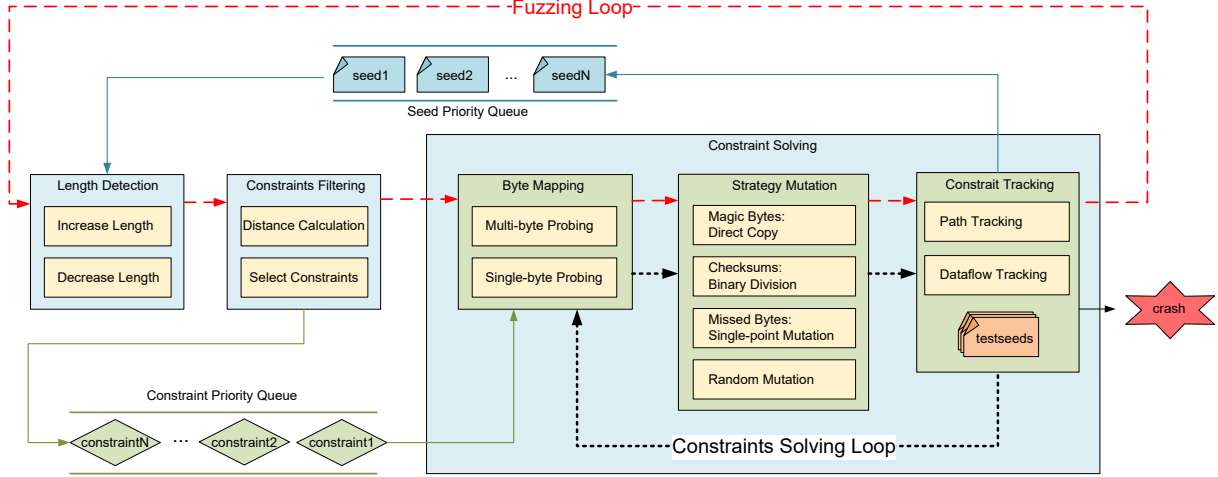 Fuzzing Loop
seed1
seed2
...
seedN
Seed Priority Queue
Constraint Solving
Length Detection
Increase Length
Decrease Length
Constraints Filtering
Distance Calculation
Select Constraints
Byte Mapping
Multi-byte Probing
Single-byte Probing
Strategy Mutation
Magic Bytes:
Direct Copy
Checksums:
Binary Division
Missed Bytes:
Single-point Mutation
Random Mutation
Constrait Tracking
Path Tracking
Dataflow Tracking
testseeds
crash
Constraint Priority Queue
constraintN
...
constraint2
constraint1
Constraints Solving Loop